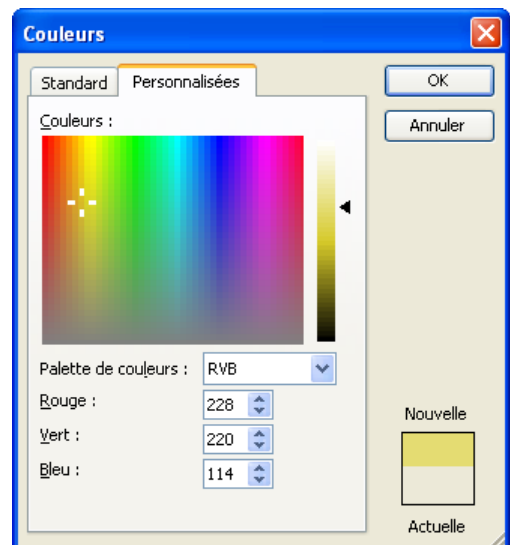 Couleurs
Standard Personnalisées
OK
Annuler
Couleurs :
Palette de couleurs : RVB
Rouge : 228
Vert : 220
Bleu : 114
Nouvelle
Actuelle